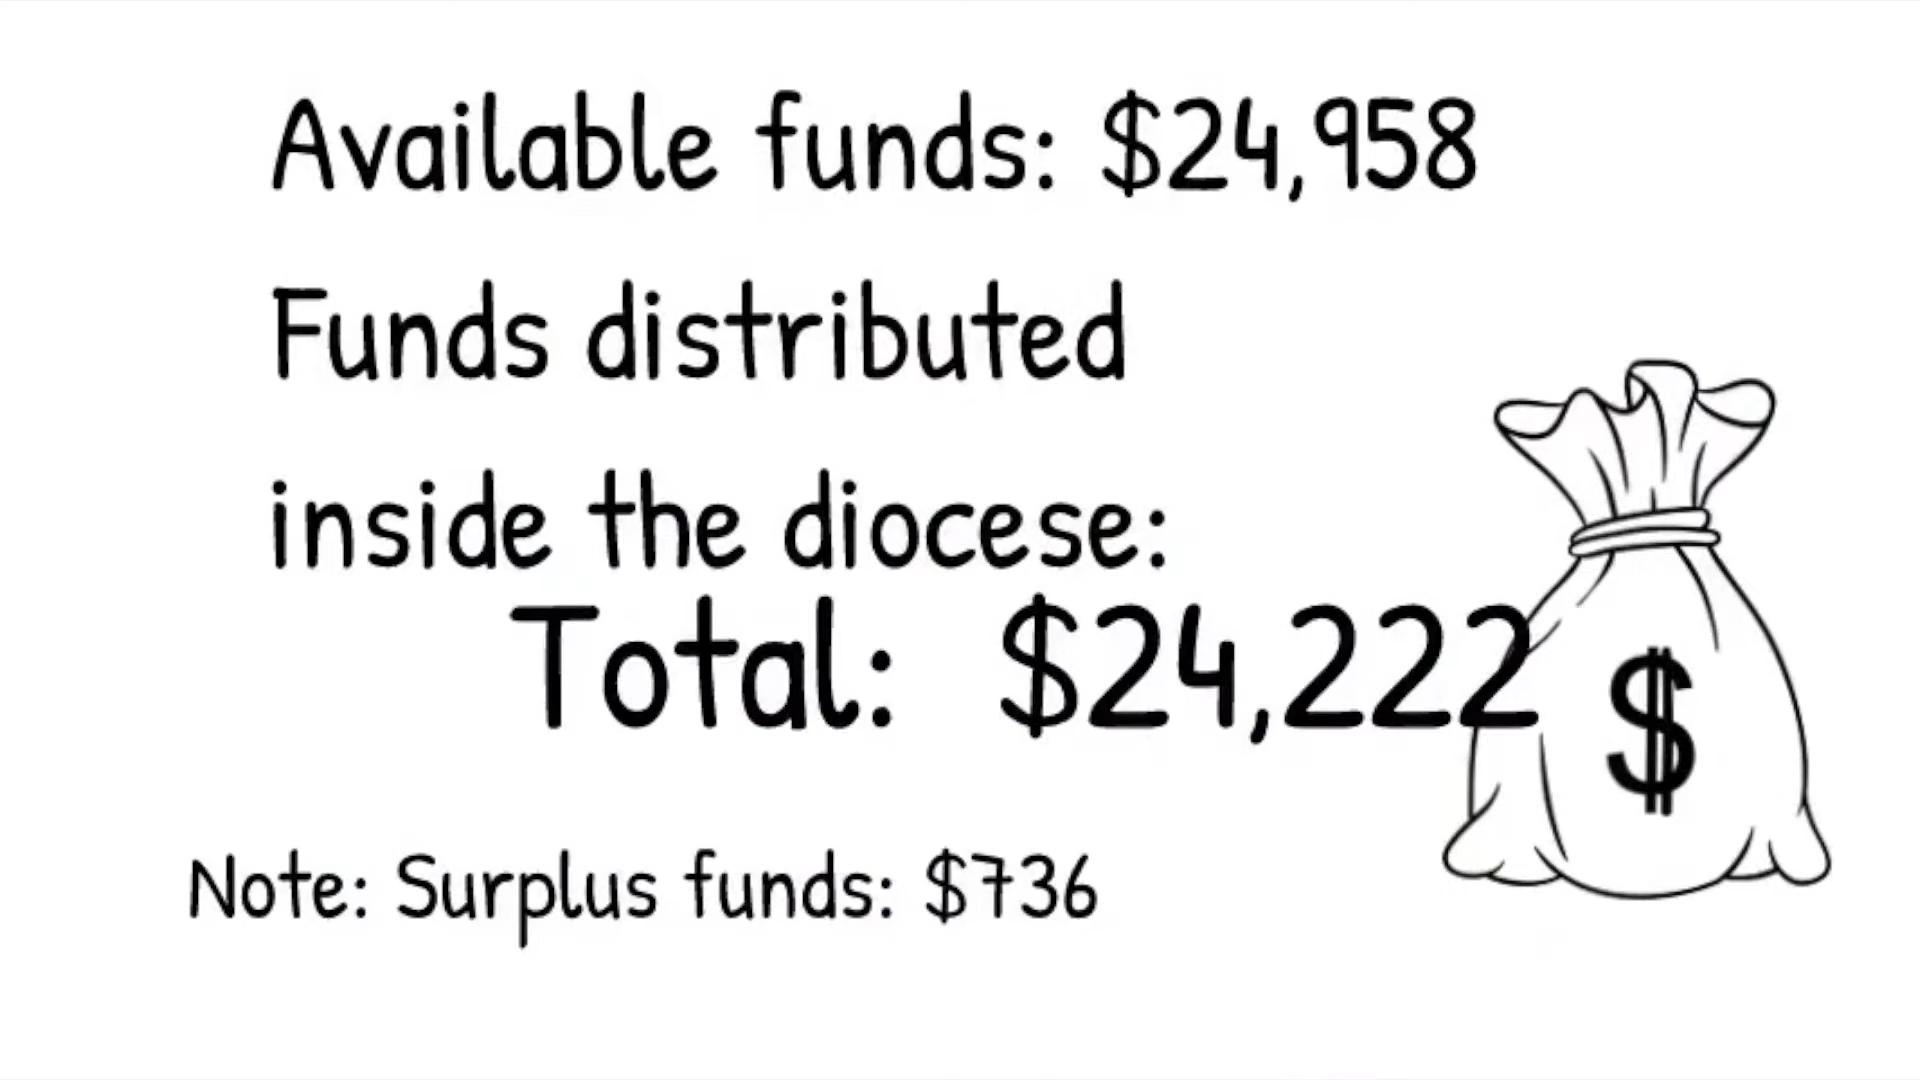 Available funds: $24,958
Funds distributed
inside the diocese:
Total: $24,222
$
Note: Surplus funds: $736